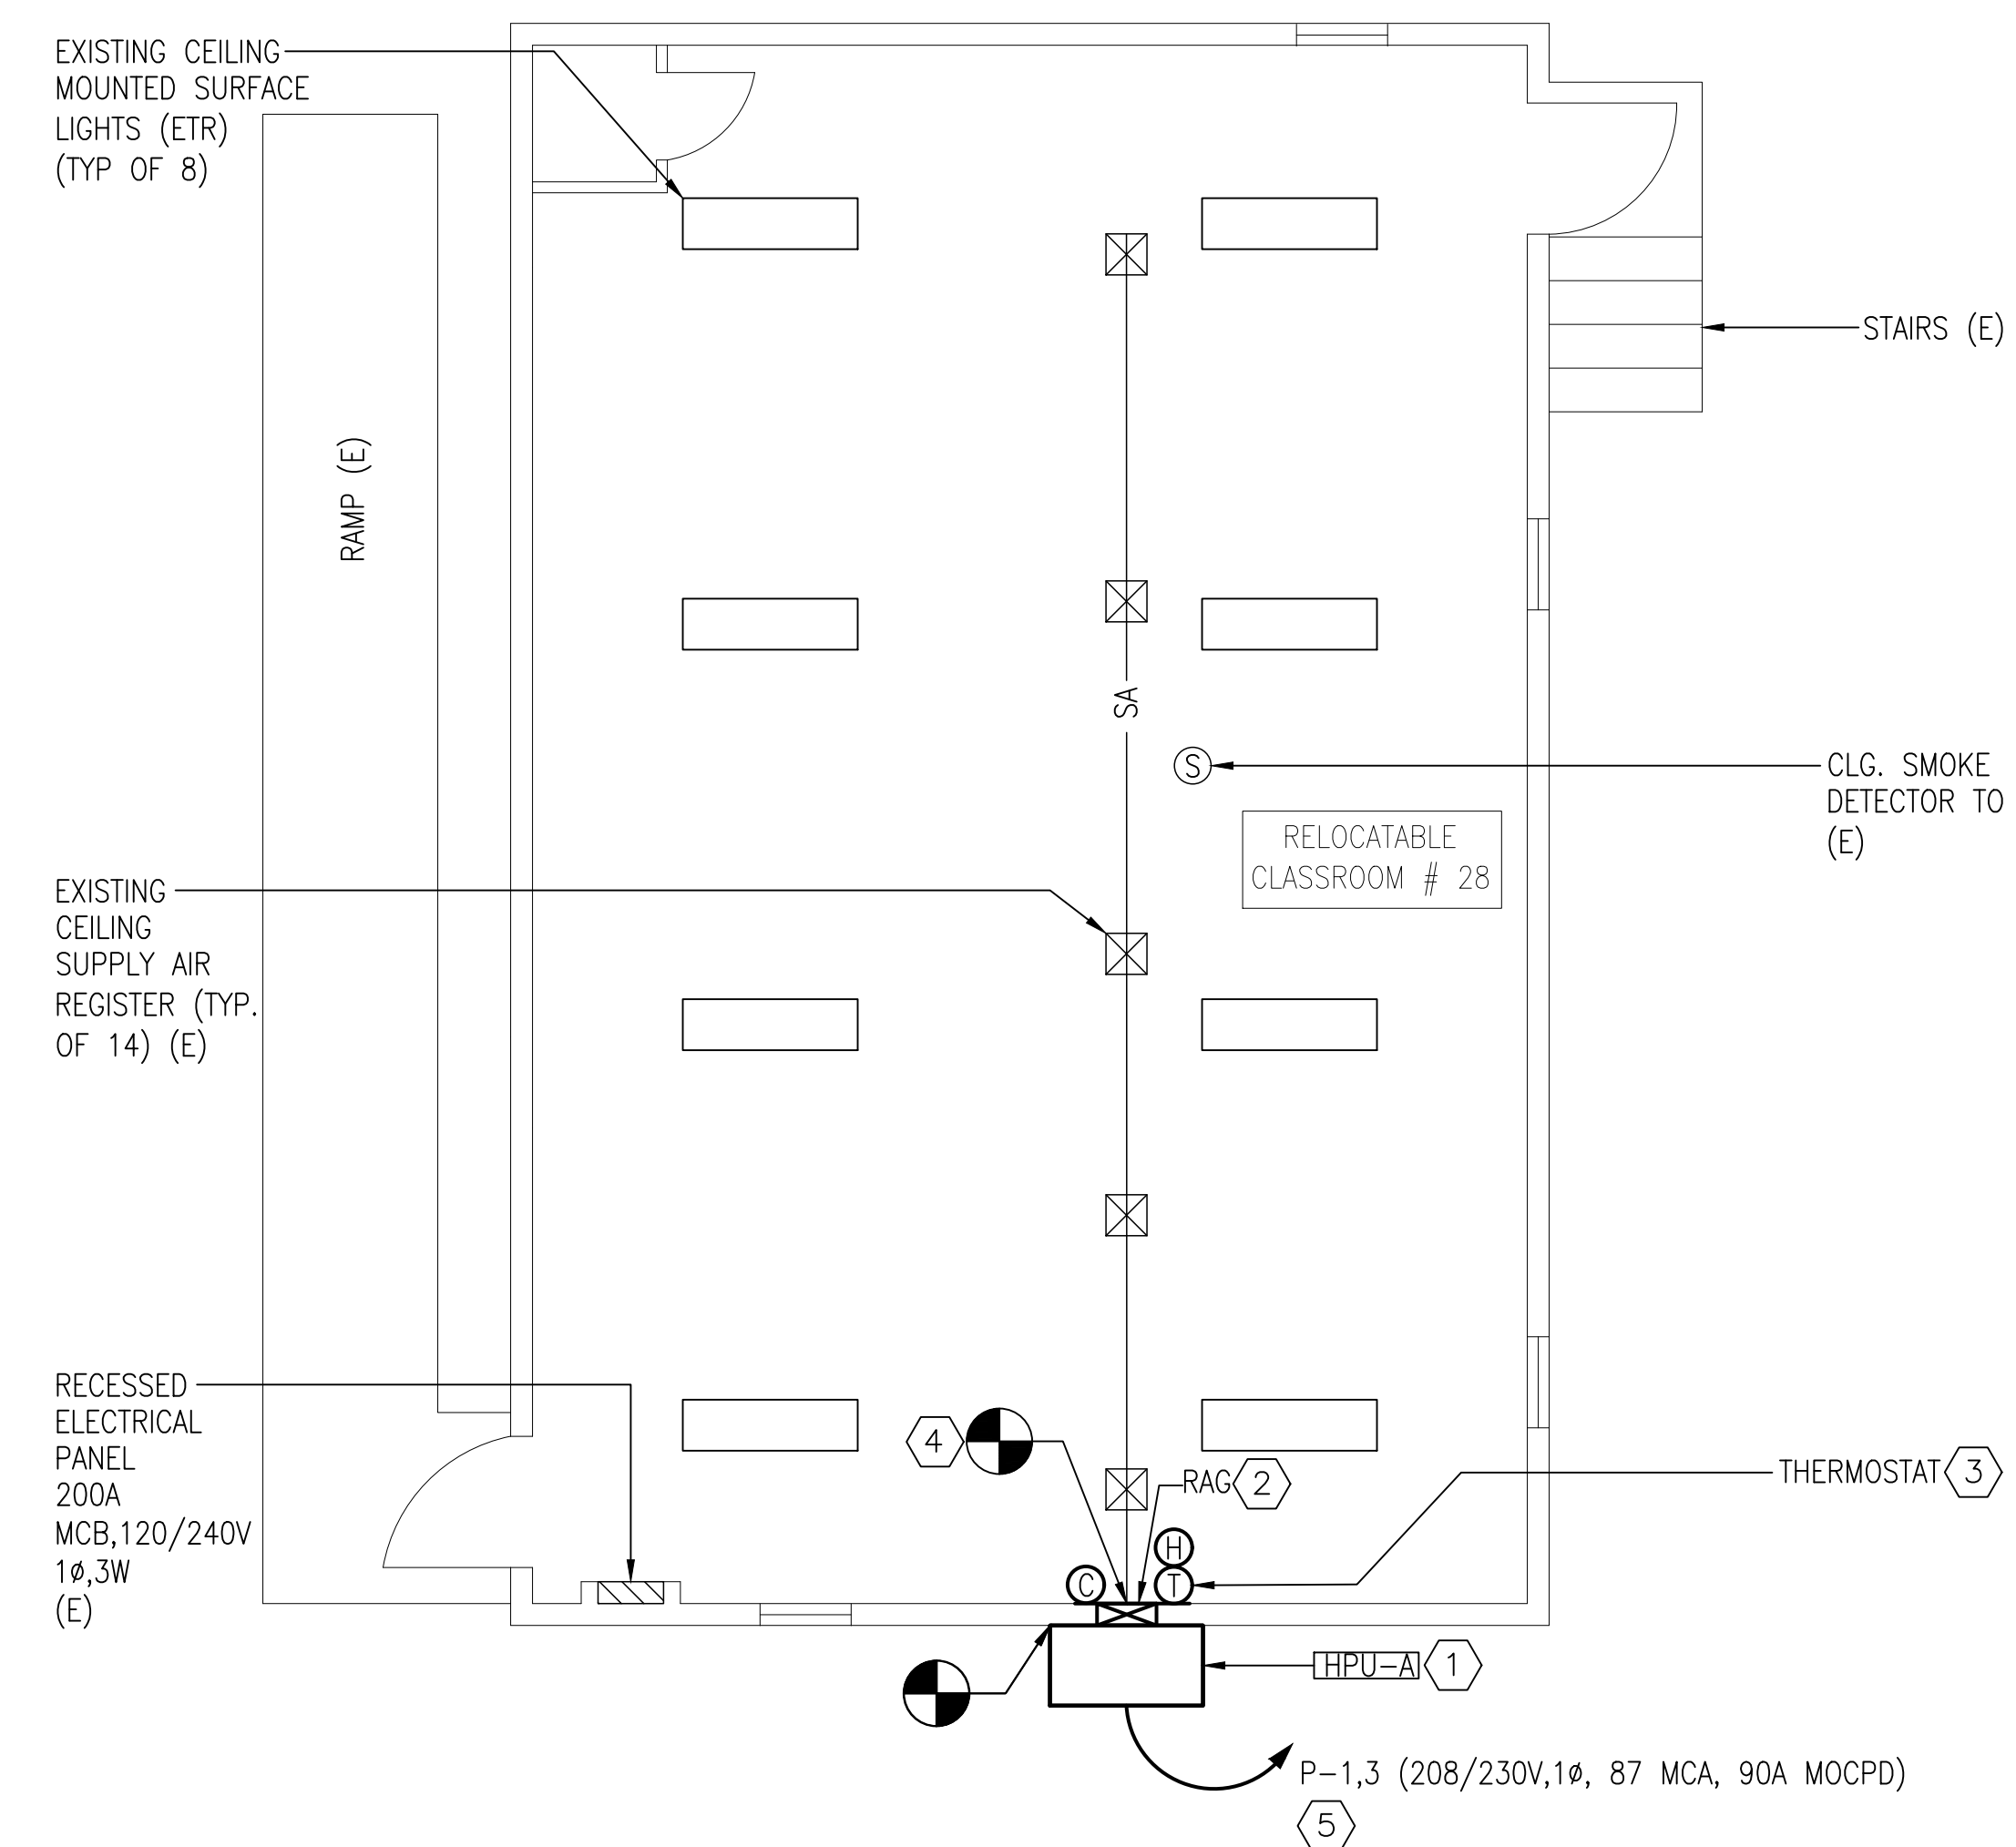 EXISTING CEILING
MOUNTED SURFACE
LIGHTS (ETR)
(TYP OF 8)
RAMP (E)
STAIRS (E)
SA
S
CLG. SMOKE
DETECTOR TO
(E)
RELOCATABLE
CLASSROOM # 28
EXISTING
CEILING
SUPPLY AIR
REGISTER (TYP.
OF 14) (E)
RECESSED
ELECTRICAL
PANEL
200A
MCB,120/240V
1ø,3W
(E)
4
RAG 2
THERMOSTAT 3
H
C
T
HPU-A 1
P-1,3 (208/230V,1ø, 87 MCA, 90A MOCPD)
5